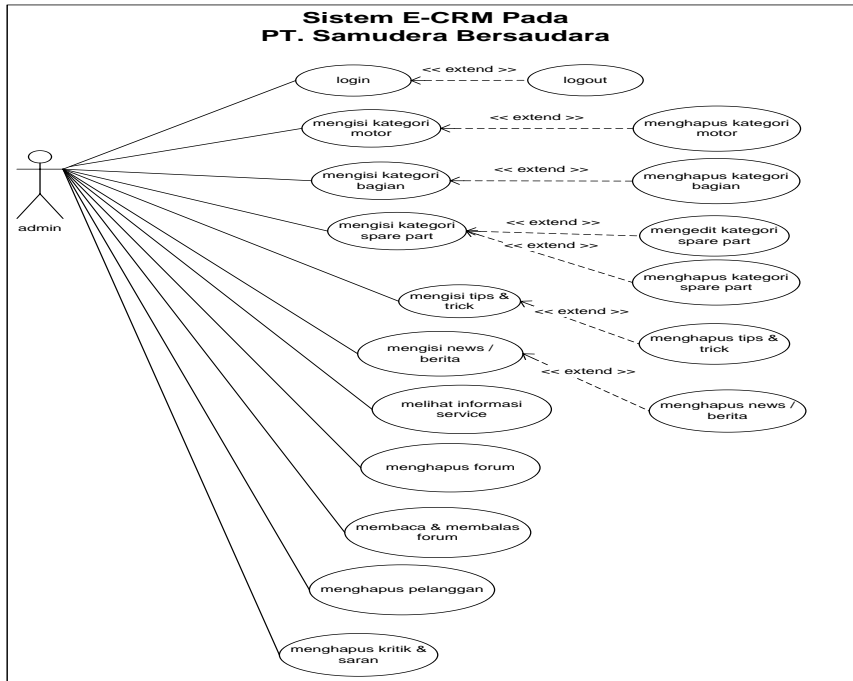 Sistem E-CRM Pada
PT. Samudera Bersaudara
login
<< extend >>
logout
mengisi kategori
motor
<< extend >>
menghapus kategori
motor
admin
mengisi kategori
bagian
<< extend >>
menghapus kategori
bagian
mengisi kategori
spare part
<< extend >>
mengedit kategori
spare part
<< extend >>
menghapus kategori
spare part
mengisi tips &
trick
<< extend >>
menghapus tips &
trick
mengisi news /
berita
<< extend >>
menghapus news /
berita
melihat informasi
service
menghapus forum
membaca & membalas
forum
menghapus pelanggan
menghapus kritik &
saran